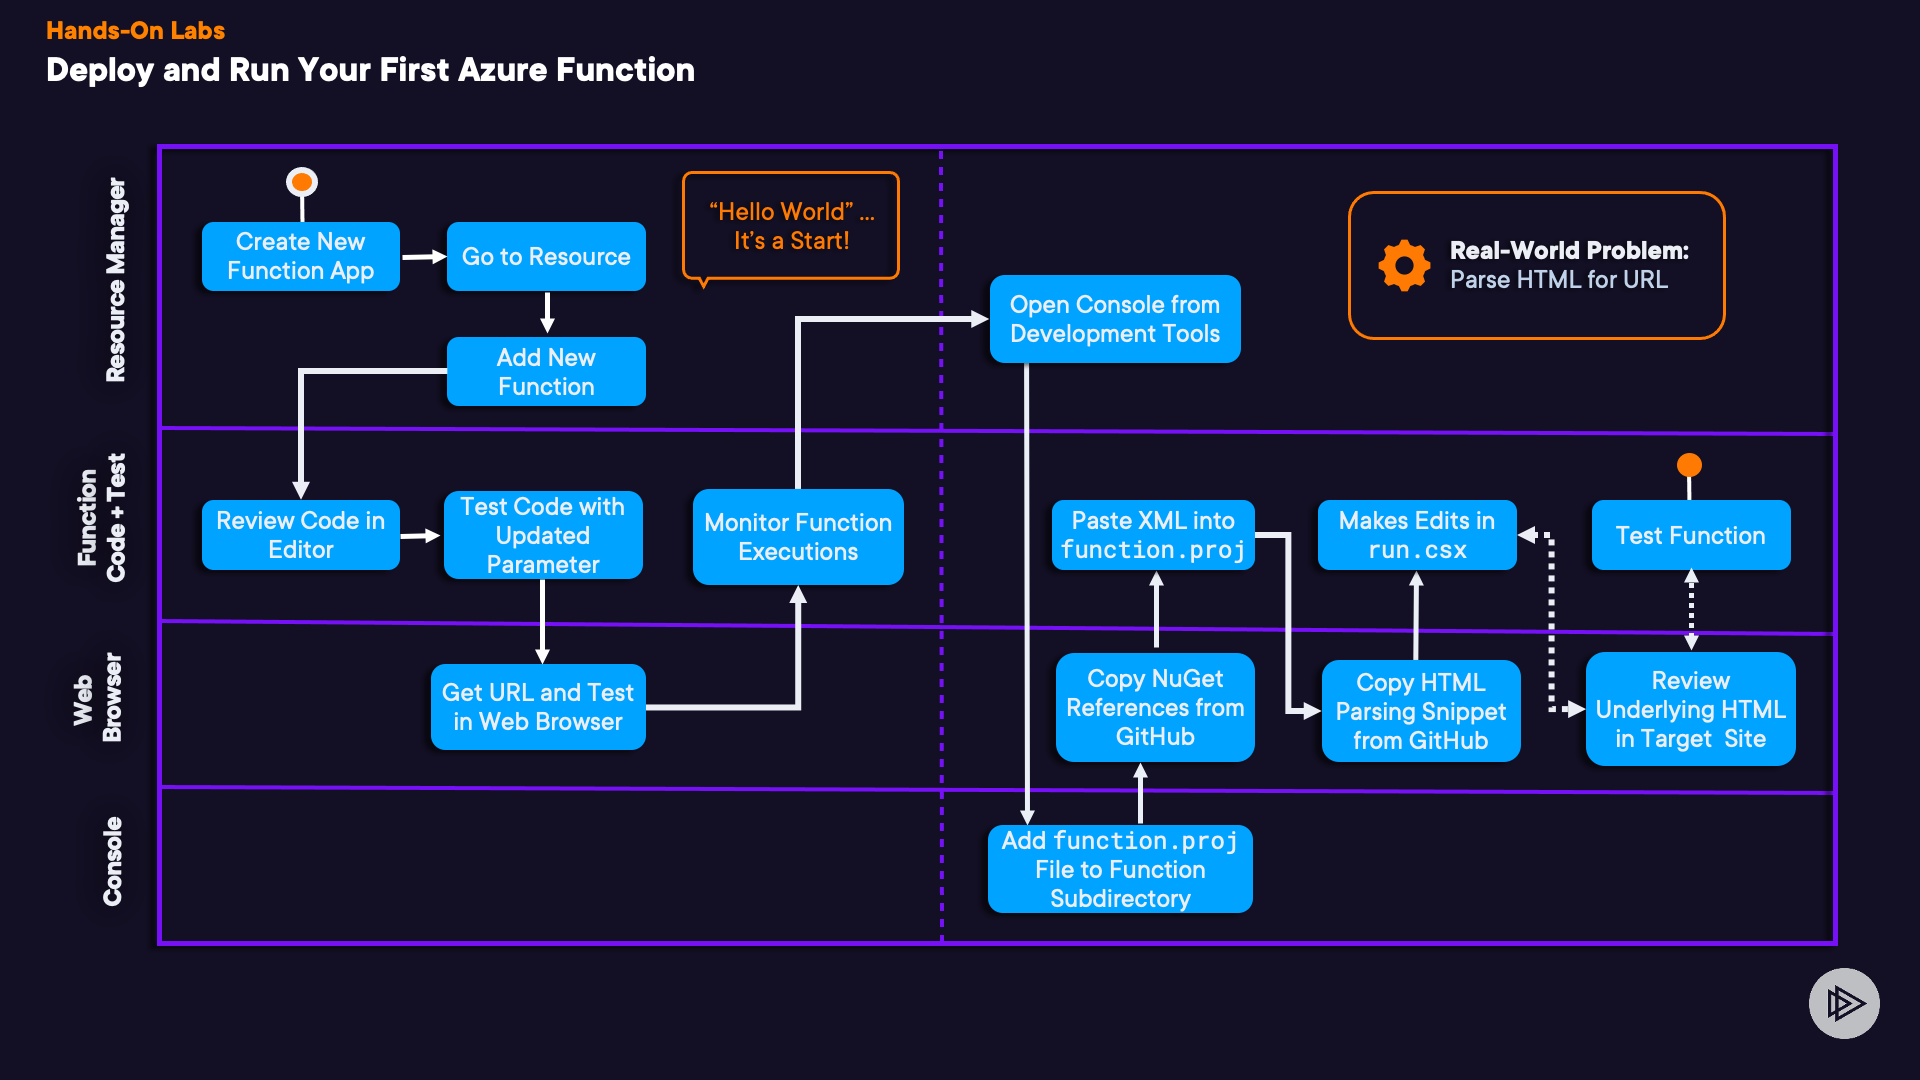 Hands-On Labs
Deploy and Run Your First Azure Function
Resource Manager
Create New
Function App
Go to Resource
Add New
Function
“Hello World” ...
It’s a Start!
Open Console from
Development Tools
Real-World Problem:
Parse HTML for URL
Function
Code + Test
Review Code in
Editor
Test Code with
Updated
Parameter
Monitor Function
Executions
Paste XML into
function.proj
Makes Edits in
run.csx
Test Function
Web
Browser
Get URL and Test
in Web Browser
Copy NuGet
References from
GitHub
Copy HTML
Parsing Snippet
from GitHub
Review
Underlying HTML
in Target  Site
Console
Add function.proj
File to Function
Subdirectory